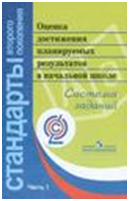 стандарты
второго
поколения
Оценка
достижения
планируемых
результатов
в начальной школе
Система
заданий
Часть 1